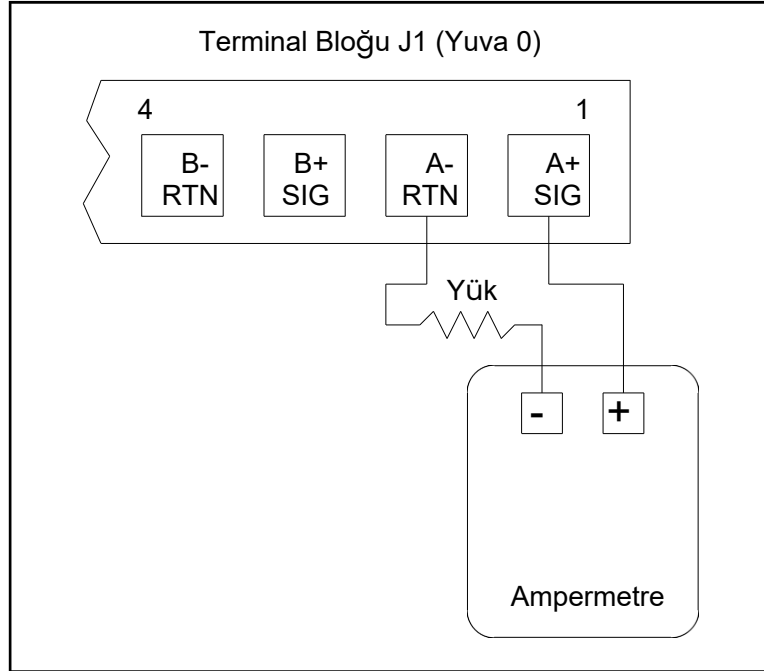 Terminal Bloğu J1 (Yuva 0)
4 1
B- B+ A- A+
RTN SIG RTN SIG
Yük
- +
Ampermetre